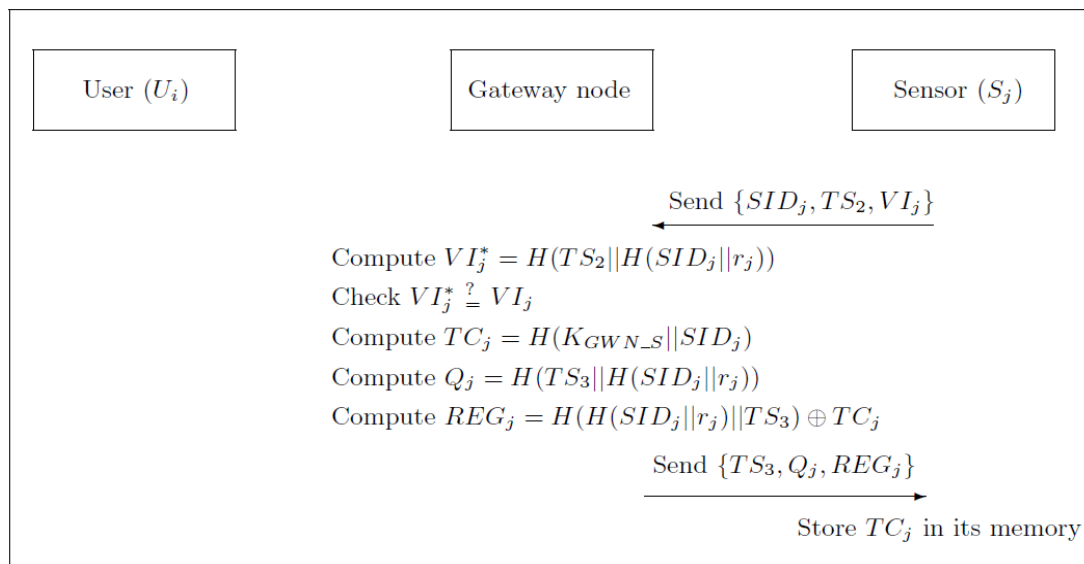 User (U_i)
Gateway node
Sensor (S_j)
Send {SID_j, TS_2, VI_j}
Compute VI_j^* = H(TS_2||H(SID_j||r_j))
Check VI_j^* ?= VI_j
Compute TC_j = H(K_{GWN_S}||SID_j)
Compute Q_j = H(TS_3||H(SID_j||r_j))
Compute REG_j = H(H(SID_j||r_j)||TS_3) ⊕ TC_j
Send {TS_3, Q_j, REG_j}
Store TC_j in its memory